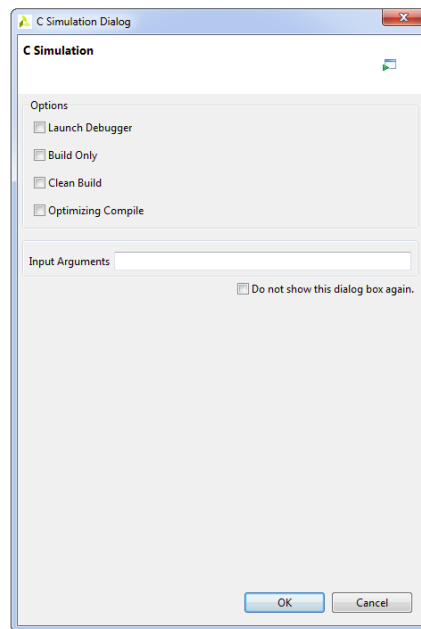 C Simulation Dialog
C Simulation
Options
Launch Debugger
Build Only
Clean Build
Optimizing Compile
Input Arguments
Do not show this dialog box again.
OK Cancel